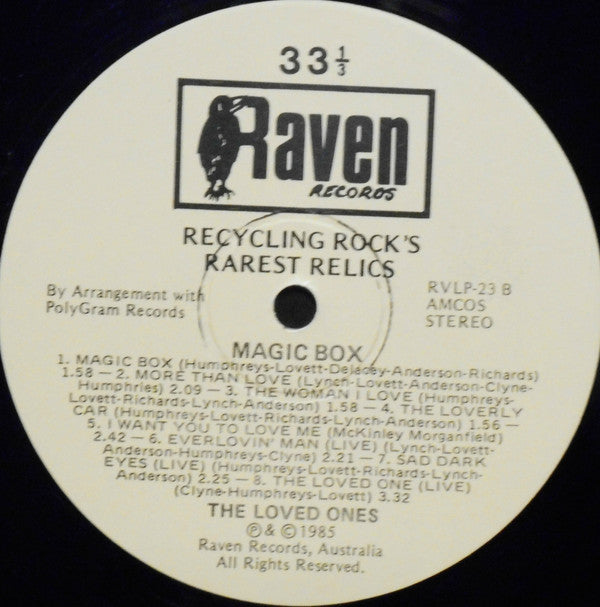 33⅓
Raven
RECORDS
RECYCLING ROCK'S
RAREST RELICS
By Arrangement with
PolyGram Records
RVLP-23 B
AMCOS
STEREO
MAGIC BOX
1. MAGIC BOX (Humphreys-Lovett-Delacey-Anderson-Richards)
1.58 — 2. MORE THAN LOVE (Lynch-Lovett-Anderson-Clyne-
Humphries) 2.09 — 3. THE WOMAN I LOVE (Humphreys-
Lovett-Richards-Lynch-Anderson) 1.58 — 4. THE LOVERLY
CAR (Humphreys-Lovett-Richards-Lynch-Anderson) 1.56 —
5. I WANT YOU TO LOVE ME (McKinley Morganfield)
2.42 — 6. EVERLOVIN' MAN (LIVE) (Lynch-Lovett-
Anderson-Humphreys-Clyne) 2.21 — 7. SAD DARK
EYES (LIVE) (Humphreys-Lovett-Richards-Lynch-
Anderson) 2.25 — 8. THE LOVED ONE (LIVE)
(Clyne-Humphreys-Lovett) 3.32
THE LOVED ONES
℗ & © 1985
Raven Records, Australia
All Rights Reserved.